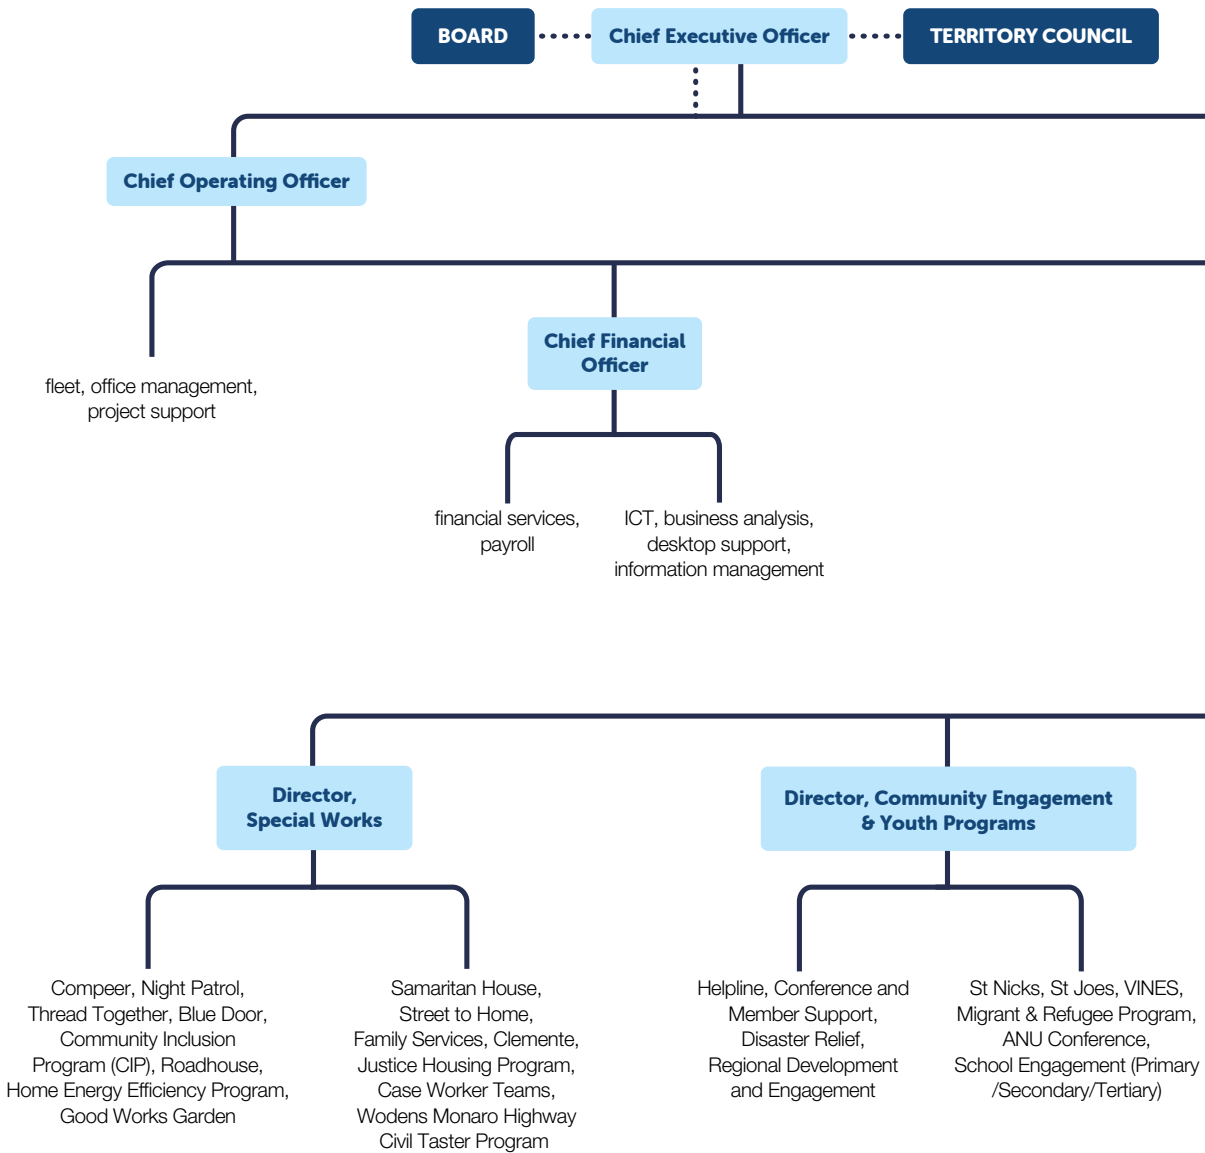 BOARD
Chief Executive Officer
TERRITORY COUNCIL
Chief Operating Officer
Chief Financial
Officer
fleet, office management,
project support
financial services,
payroll
ICT, business analysis,
desktop support,
information management
Director,
Special Works
Director, Community Engagement
& Youth Programs
Compeer, Night Patrol,
Thread Together, Blue Door,
Community Inclusion
Program (CIP), Roadhouse,
Home Energy Efficiency Program,
Good Works Garden
Samaritan House,
Street to Home,
Family Services, Clemente,
Justice Housing Program,
Case Worker Teams,
Wodens Monaro Highway
Civil Taster Program
Helpline, Conference and
Member Support,
Disaster Relief,
Regional Development
and Engagement
St Nicks, St Joes, VINES,
Migrant & Refugee Program,
ANU Conference,
School Engagement (Primary
/Secondary/Tertiary)